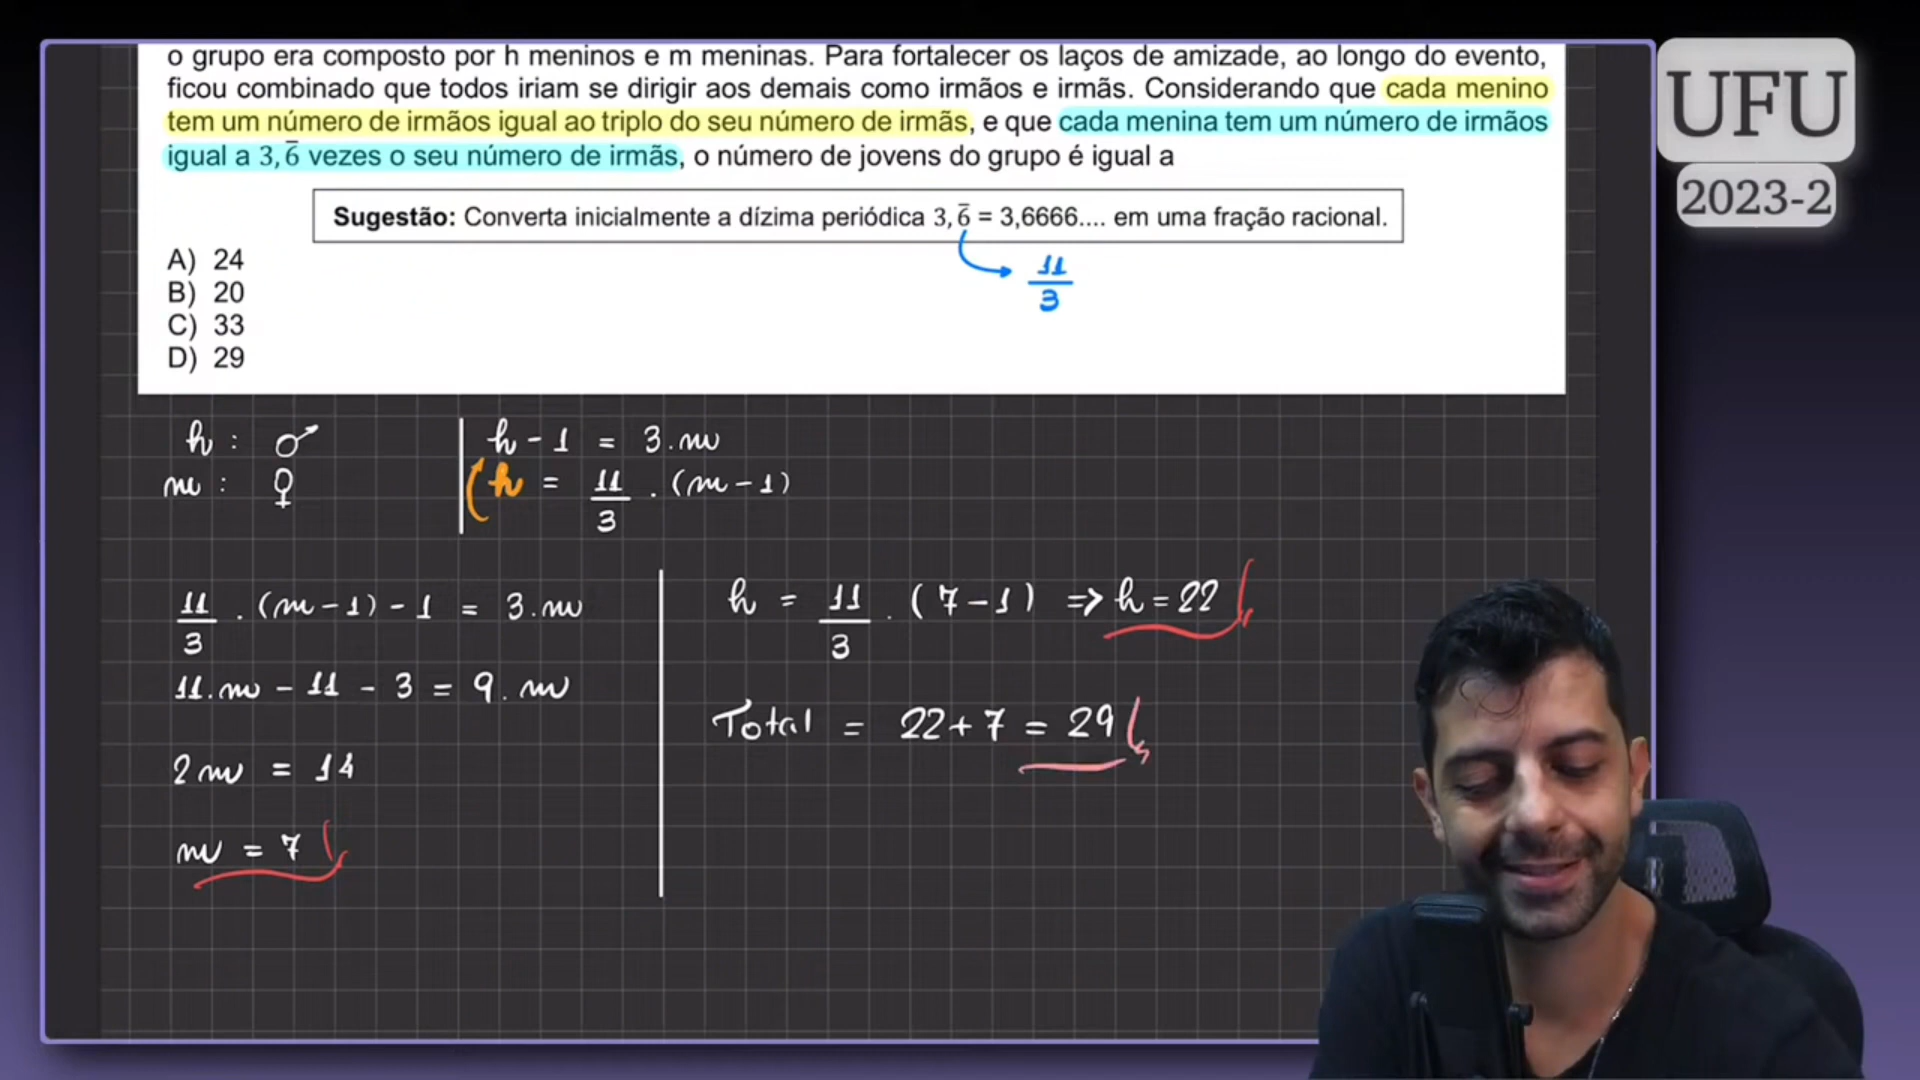 o grupo era composto por h meninos e m meninas. Para fortalecer os laços de amizade, ao longo do evento,
ficou combinado que todos iriam se dirigir aos demais como irmãos e irmãs. Considerando que cada menino
tem um número de irmãos igual ao triplo do seu número de irmãs, e que cada menina tem um número de irmãos
igual a 3,6̅ vezes o seu número de irmãs, o número de jovens do grupo é igual a
Sugestão: Converta inicialmente a dízima periódica 3,6̅ = 3,6666.... em uma fração racional.
11/3
A) 24
B) 20
C) 33
D) 29
UFU
2023-2
h : ♂
m : ♀
h - 1 = 3.m
h = 11/3 . (m - 1)
11/3 . (m - 1) - 1 = 3.m
11.m - 11 - 3 = 9.m
2m = 14
m = 7
h = 11/3 . (7 - 1) => h = 22
Total = 22 + 7 = 29